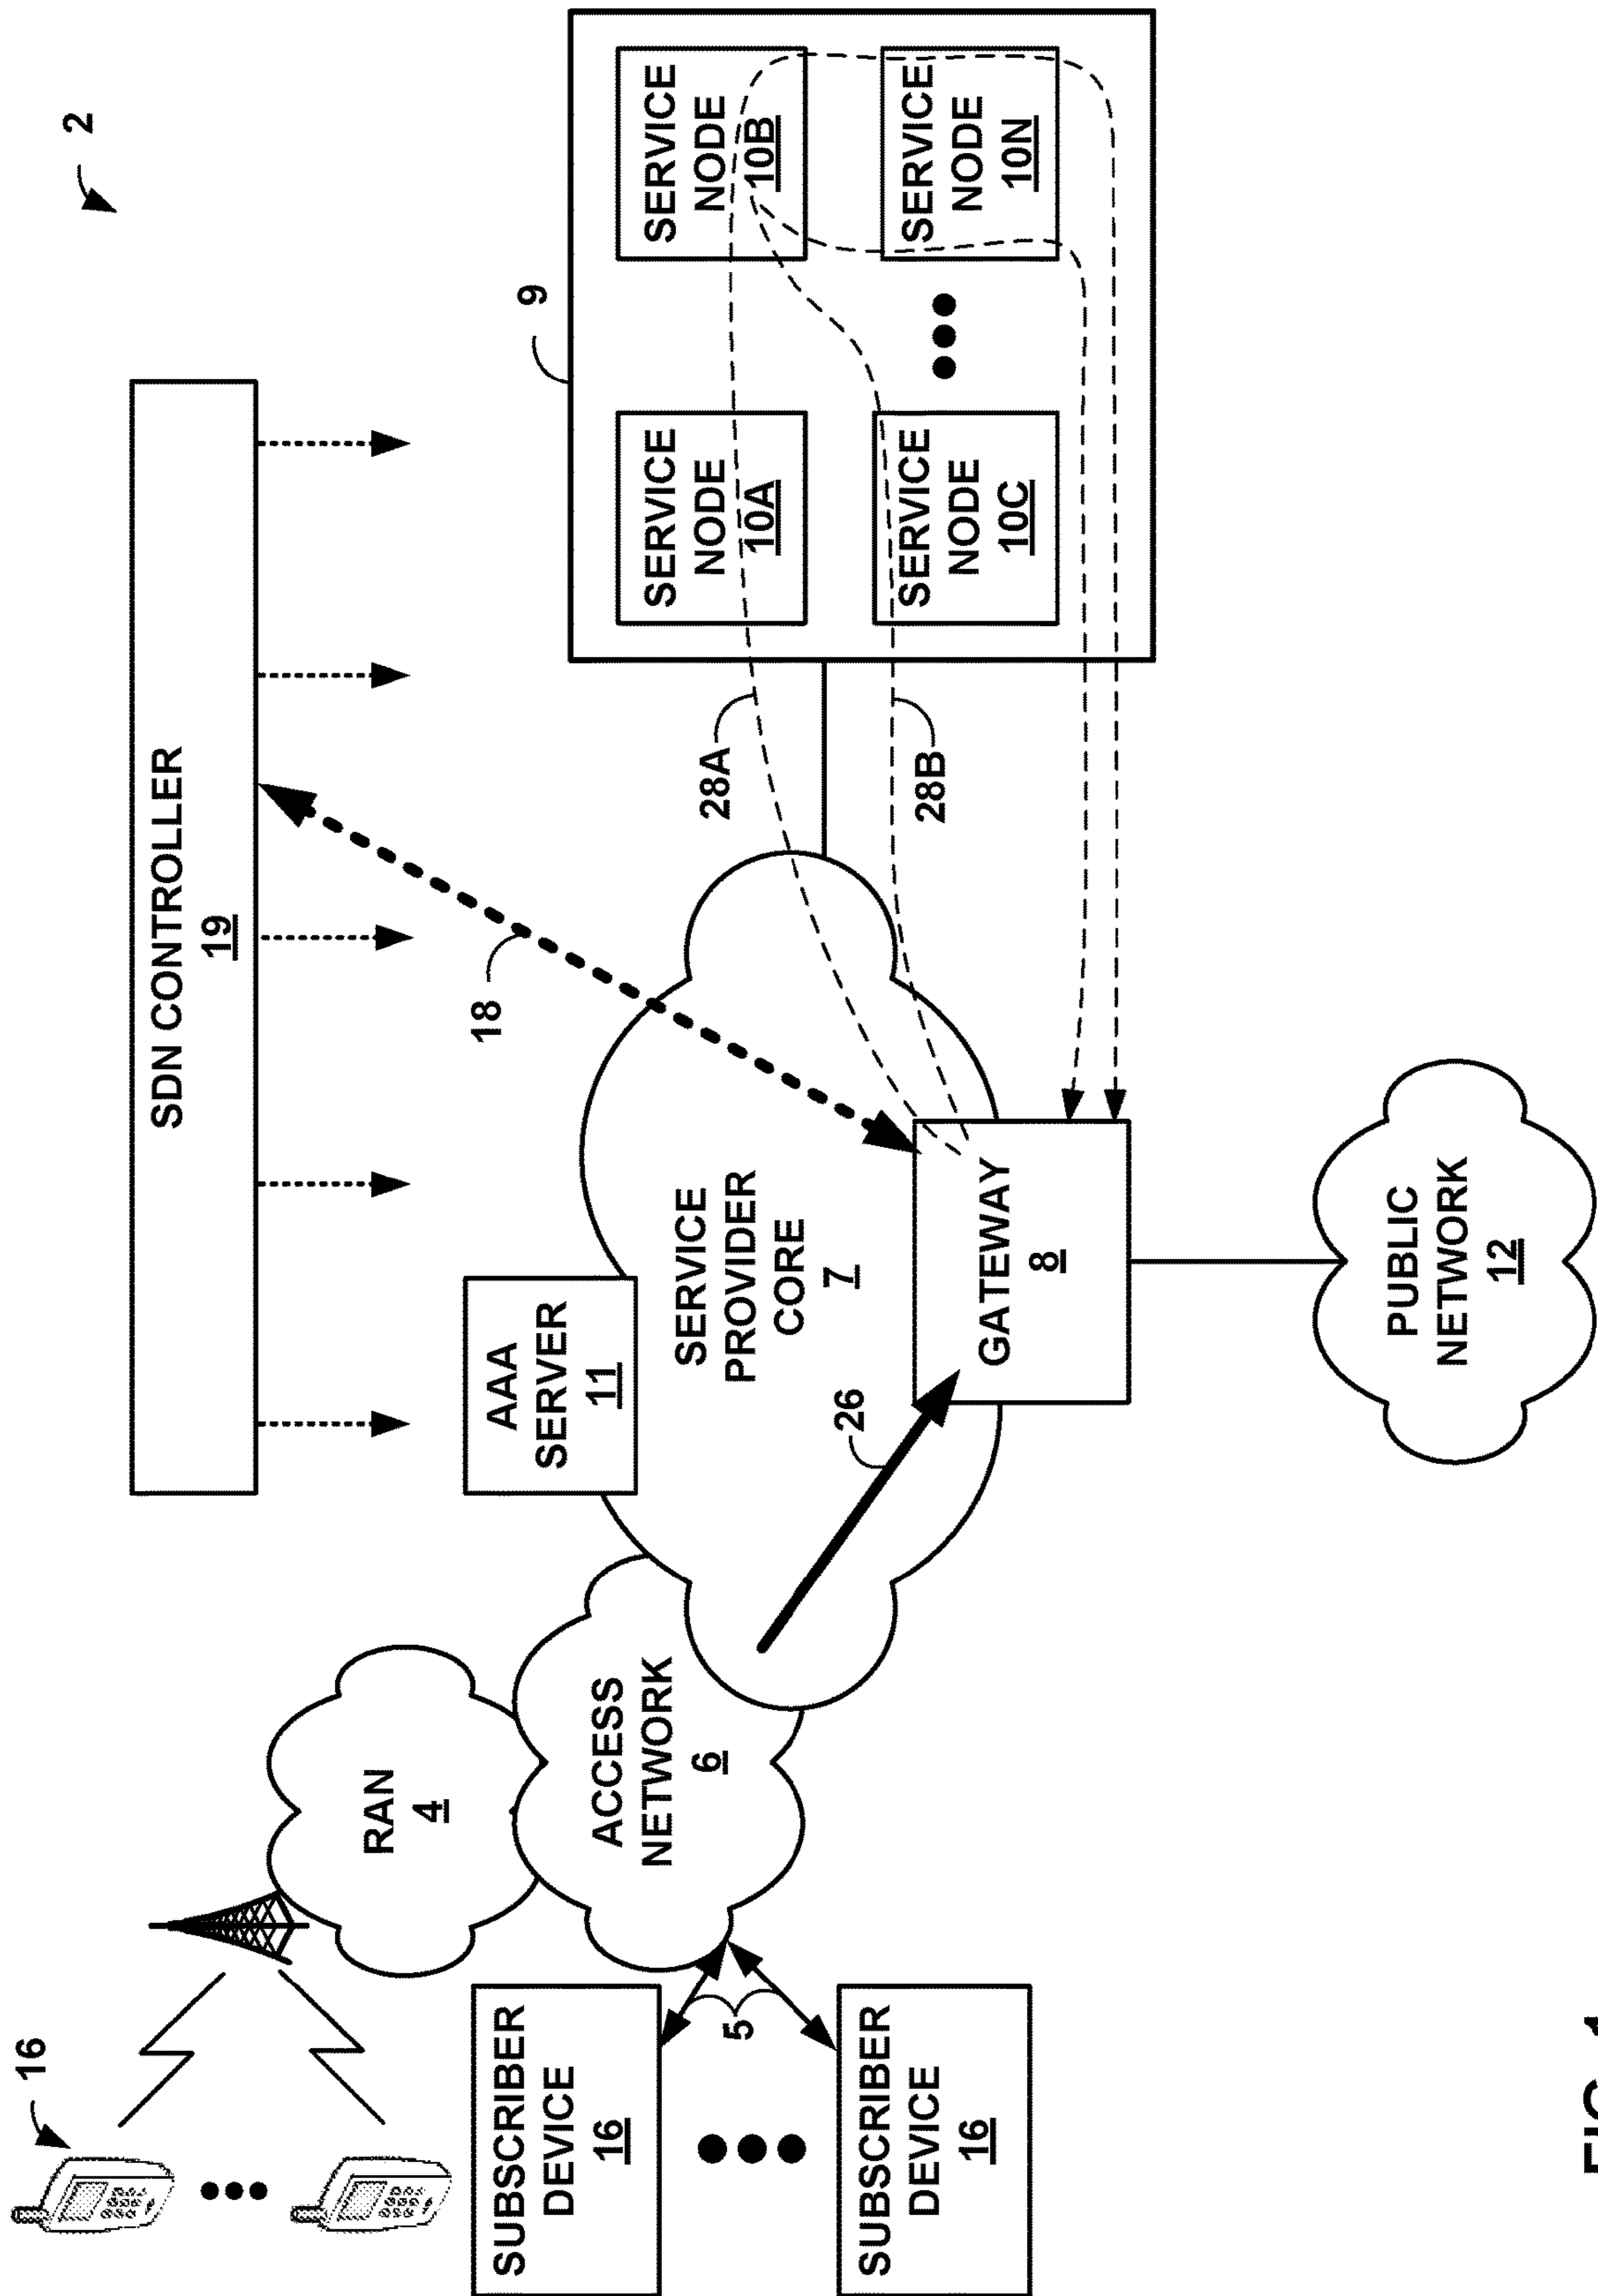 2
SDN CONTROLLER
19
16
18
9
SERVICE
NODE
10A
SERVICE
NODE
10B
SERVICE
NODE
10C
SERVICE
NODE
10N
28A
28B
RAN
4
AAA
SERVER
11
SERVICE
PROVIDER
CORE
7
ACCESS
NETWORK
6
SUBSCRIBER
DEVICE
16
5
SUBSCRIBER
DEVICE
16
26
GATEWAY
8
PUBLIC
NETWORK
12
FIG. 1